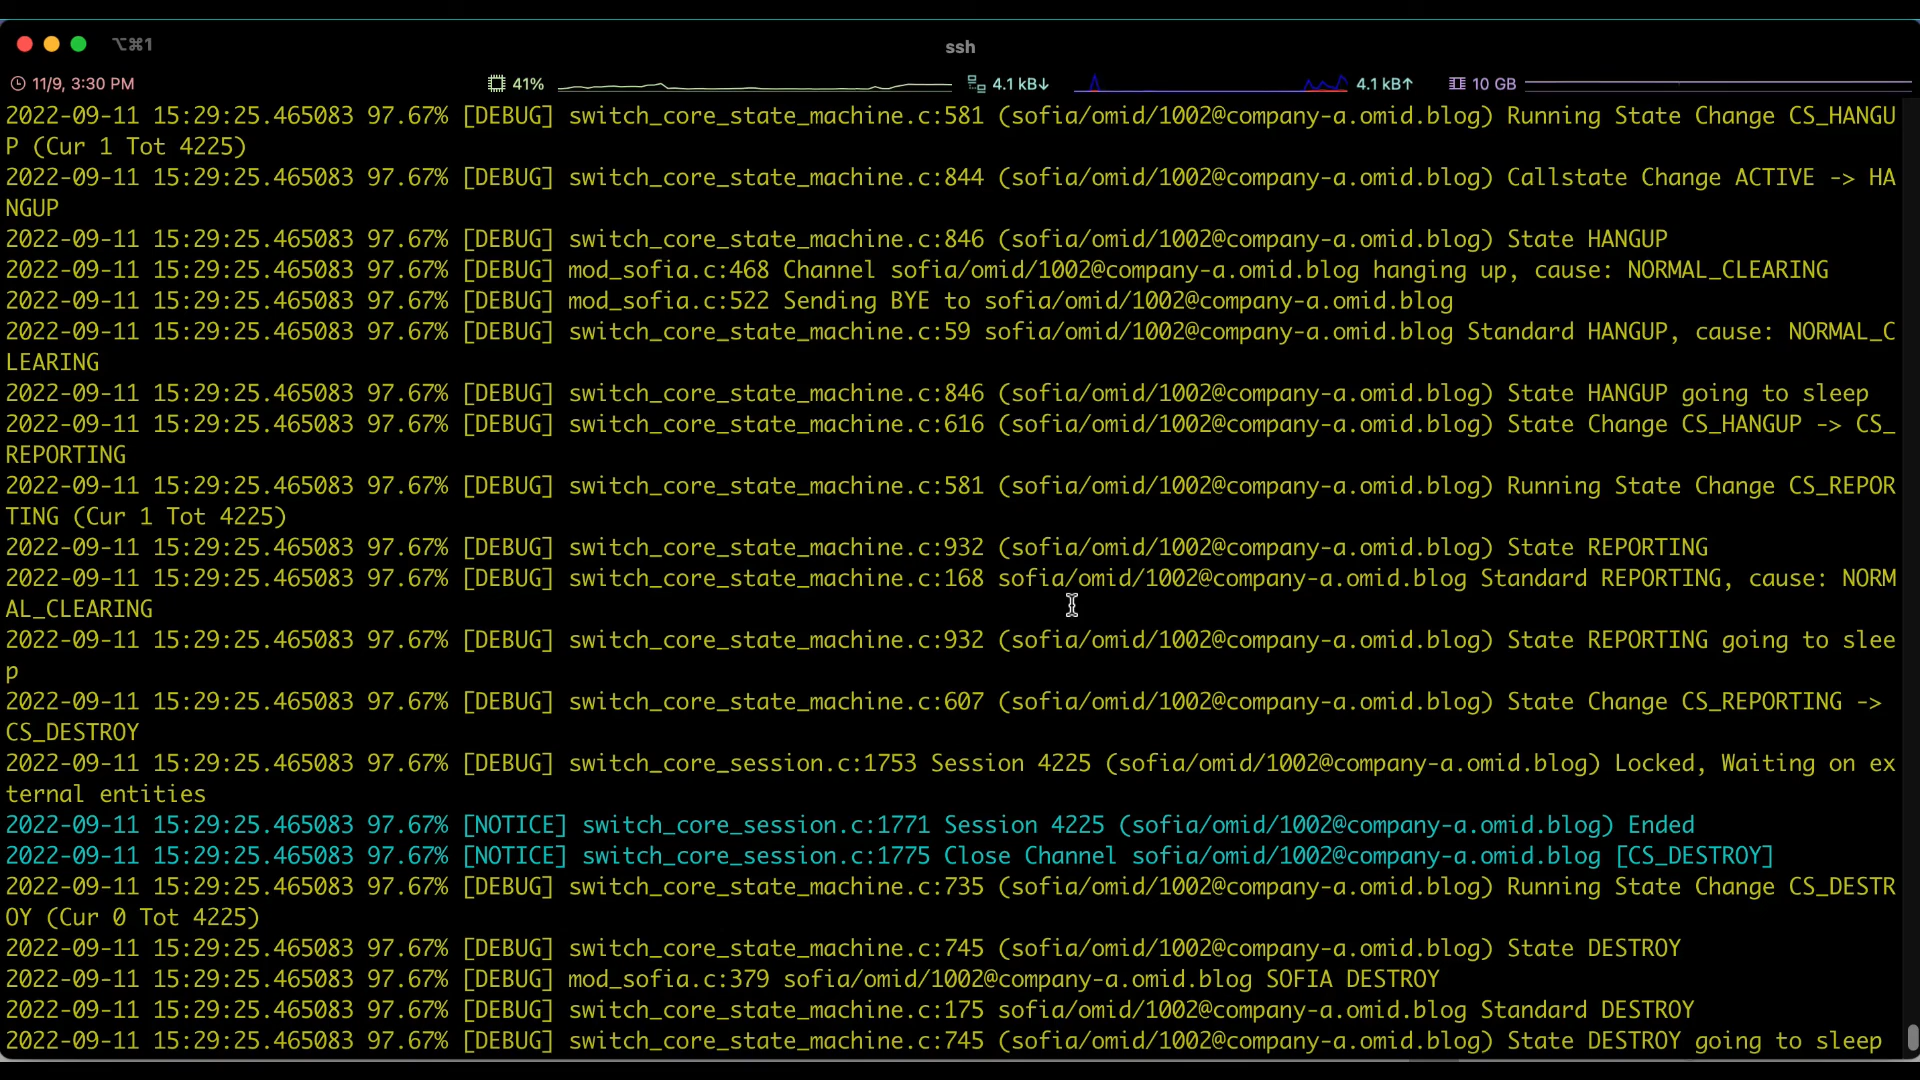 ⌥⌘1
ssh
11/9, 3:30 PM
41%
4.1 kB↓
4.1 kB↑
10 GB
2022-09-11 15:29:25.465083 97.67% [DEBUG] switch_core_state_machine.c:581 (sofia/omid/1002@company-a.omid.blog) Running State Change CS_HANGU
P (Cur 1 Tot 4225)
2022-09-11 15:29:25.465083 97.67% [DEBUG] switch_core_state_machine.c:844 (sofia/omid/1002@company-a.omid.blog) Callstate Change ACTIVE -> HA
NGUP
2022-09-11 15:29:25.465083 97.67% [DEBUG] switch_core_state_machine.c:846 (sofia/omid/1002@company-a.omid.blog) State HANGUP
2022-09-11 15:29:25.465083 97.67% [DEBUG] mod_sofia.c:468 Channel sofia/omid/1002@company-a.omid.blog hanging up, cause: NORMAL_CLEARING
2022-09-11 15:29:25.465083 97.67% [DEBUG] mod_sofia.c:522 Sending BYE to sofia/omid/1002@company-a.omid.blog
2022-09-11 15:29:25.465083 97.67% [DEBUG] switch_core_state_machine.c:59 sofia/omid/1002@company-a.omid.blog Standard HANGUP, cause: NORMAL_C
LEARING
2022-09-11 15:29:25.465083 97.67% [DEBUG] switch_core_state_machine.c:846 (sofia/omid/1002@company-a.omid.blog) State HANGUP going to sleep
2022-09-11 15:29:25.465083 97.67% [DEBUG] switch_core_state_machine.c:616 (sofia/omid/1002@company-a.omid.blog) State Change CS_HANGUP -> CS_
REPORTING
2022-09-11 15:29:25.465083 97.67% [DEBUG] switch_core_state_machine.c:581 (sofia/omid/1002@company-a.omid.blog) Running State Change CS_REPOR
TING (Cur 1 Tot 4225)
2022-09-11 15:29:25.465083 97.67% [DEBUG] switch_core_state_machine.c:932 (sofia/omid/1002@company-a.omid.blog) State REPORTING
2022-09-11 15:29:25.465083 97.67% [DEBUG] switch_core_state_machine.c:168 sofia/omid/1002@company-a.omid.blog Standard REPORTING, cause: NORM
AL_CLEARING
2022-09-11 15:29:25.465083 97.67% [DEBUG] switch_core_state_machine.c:932 (sofia/omid/1002@company-a.omid.blog) State REPORTING going to slee
p
2022-09-11 15:29:25.465083 97.67% [DEBUG] switch_core_state_machine.c:607 (sofia/omid/1002@company-a.omid.blog) State Change CS_REPORTING ->
CS_DESTROY
2022-09-11 15:29:25.465083 97.67% [DEBUG] switch_core_session.c:1753 Session 4225 (sofia/omid/1002@company-a.omid.blog) Locked, Waiting on ex
ternal entities
2022-09-11 15:29:25.465083 97.67% [NOTICE] switch_core_session.c:1771 Session 4225 (sofia/omid/1002@company-a.omid.blog) Ended
2022-09-11 15:29:25.465083 97.67% [NOTICE] switch_core_session.c:1775 Close Channel sofia/omid/1002@company-a.omid.blog [CS_DESTROY]
2022-09-11 15:29:25.465083 97.67% [DEBUG] switch_core_state_machine.c:735 (sofia/omid/1002@company-a.omid.blog) Running State Change CS_DESTR
OY (Cur 0 Tot 4225)
2022-09-11 15:29:25.465083 97.67% [DEBUG] switch_core_state_machine.c:745 (sofia/omid/1002@company-a.omid.blog) State DESTROY
2022-09-11 15:29:25.465083 97.67% [DEBUG] mod_sofia.c:379 sofia/omid/1002@company-a.omid.blog SOFIA DESTROY
2022-09-11 15:29:25.465083 97.67% [DEBUG] switch_core_state_machine.c:175 sofia/omid/1002@company-a.omid.blog Standard DESTROY
2022-09-11 15:29:25.465083 97.67% [DEBUG] switch_core_state_machine.c:745 (sofia/omid/1002@company-a.omid.blog) State DESTROY going to sleep